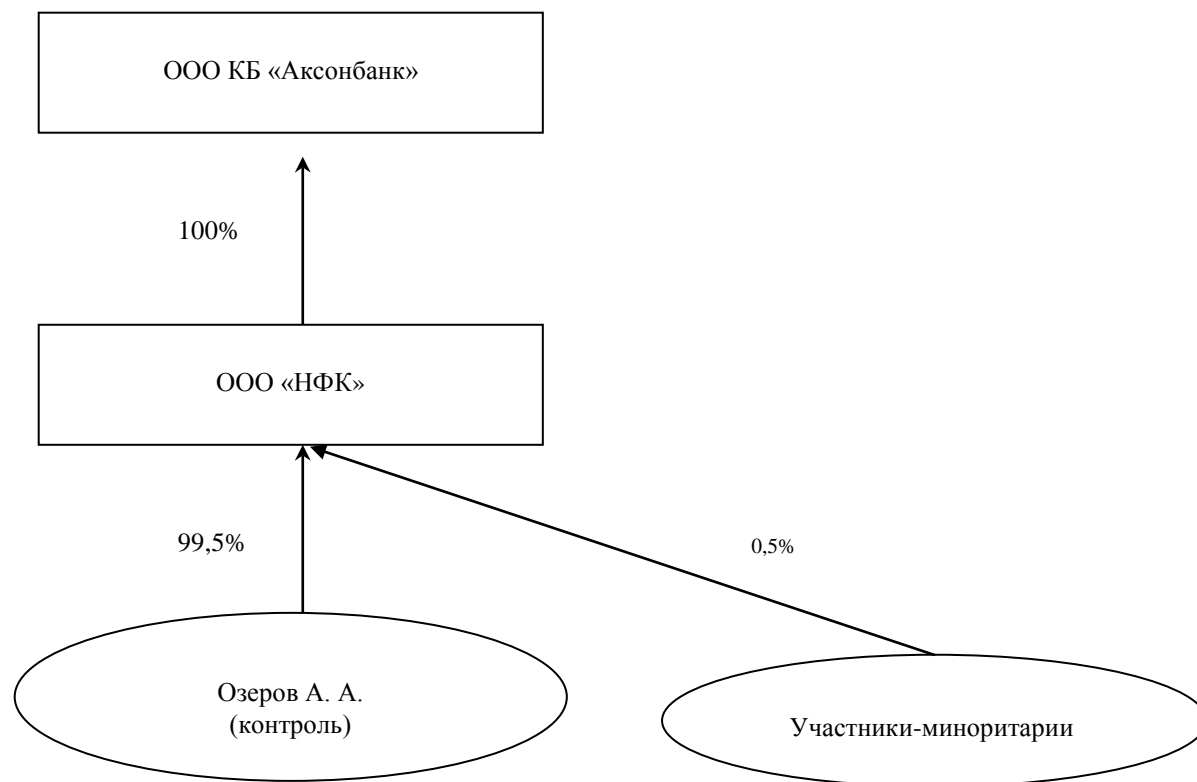 ООО КБ «Аксонбанк»
100%
ООО «НФК»
99,5%
0,5%
Озеров А. А.
(контроль)
Участники-миноритарии